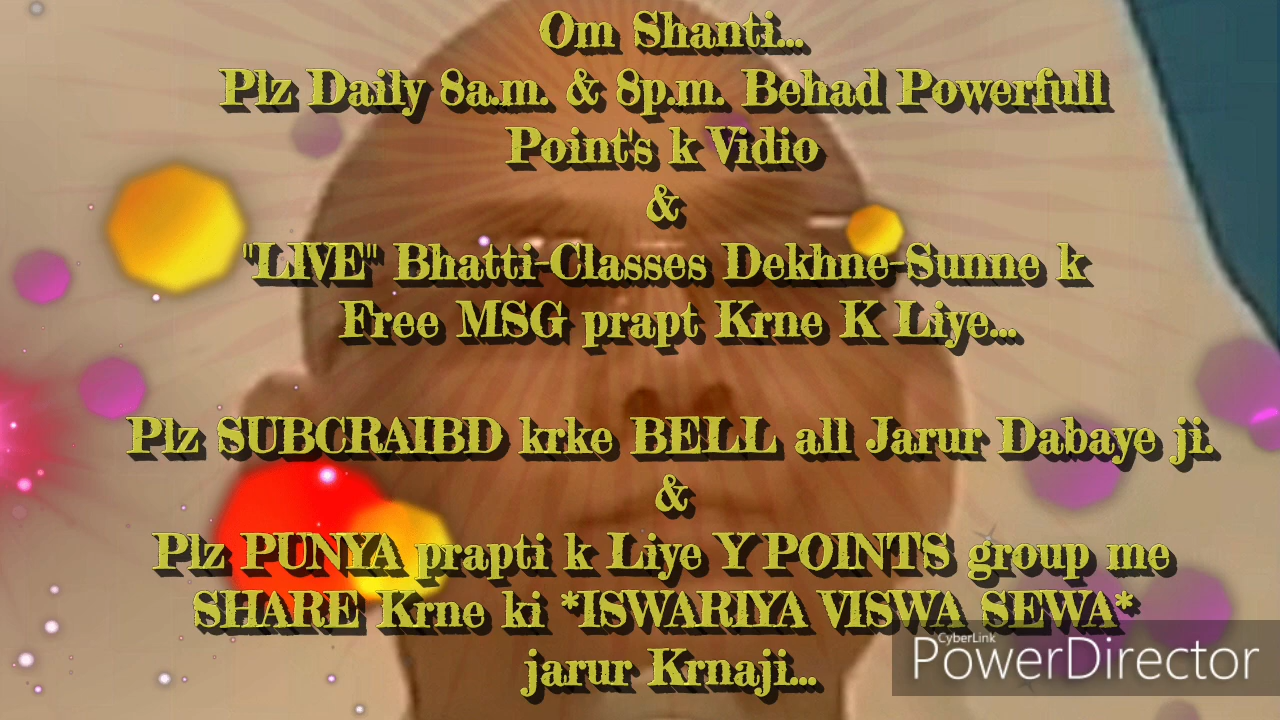 Om Shanti...
Plz Daily 8a.m. & 8p.m. Behad Powerfull
Point's k Vidio
&
"LIVE" Bhatti-Classes Dekhne-Sunne k
Free MSG prapt Krne K Liye...
Plz SUBCRAIBD krke BELL all Jarur Dabaye ji.
&
Plz PUNYA prapti k Liye Y POINTS group me
SHARE Krne ki *ISWARIYA VISWA SEWA*
jarur Krnaji...
CyberLink
PowerDirector